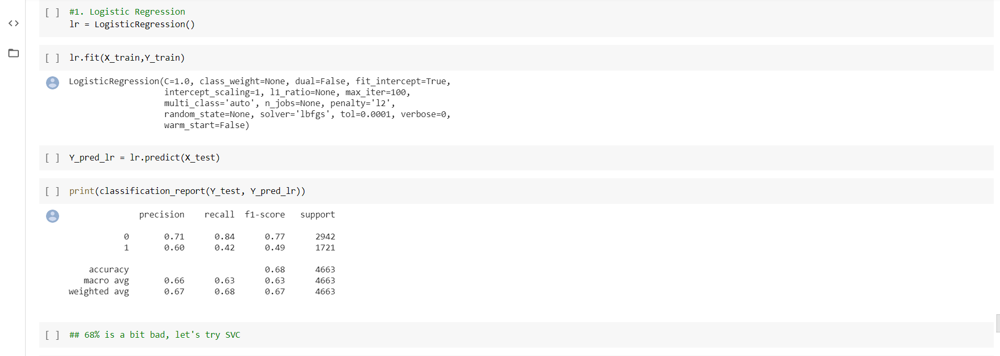 [ ] #1. Logistic Regression
lr = LogisticRegression()
[ ] lr.fit(X_train,Y_train)
LogisticRegression(C=1.0, class_weight=None, dual=False, fit_intercept=True,
intercept_scaling=1, l1_ratio=None, max_iter=100,
multi_class='auto', n_jobs=None, penalty='l2',
random_state=None, solver='lbfgs', tol=0.0001, verbose=0,
warm_start=False)
[ ] Y_pred_lr = lr.predict(X_test)
[ ] print(classification_report(Y_test, Y_pred_lr))
precision recall f1-score support
0 0.71 0.84 0.77 2942
1 0.60 0.42 0.49 1721
accuracy 0.68 4663
macro avg 0.66 0.63 0.63 4663
weighted avg 0.67 0.68 0.67 4663
[ ] ## 68% is a bit bad, let's try SVC